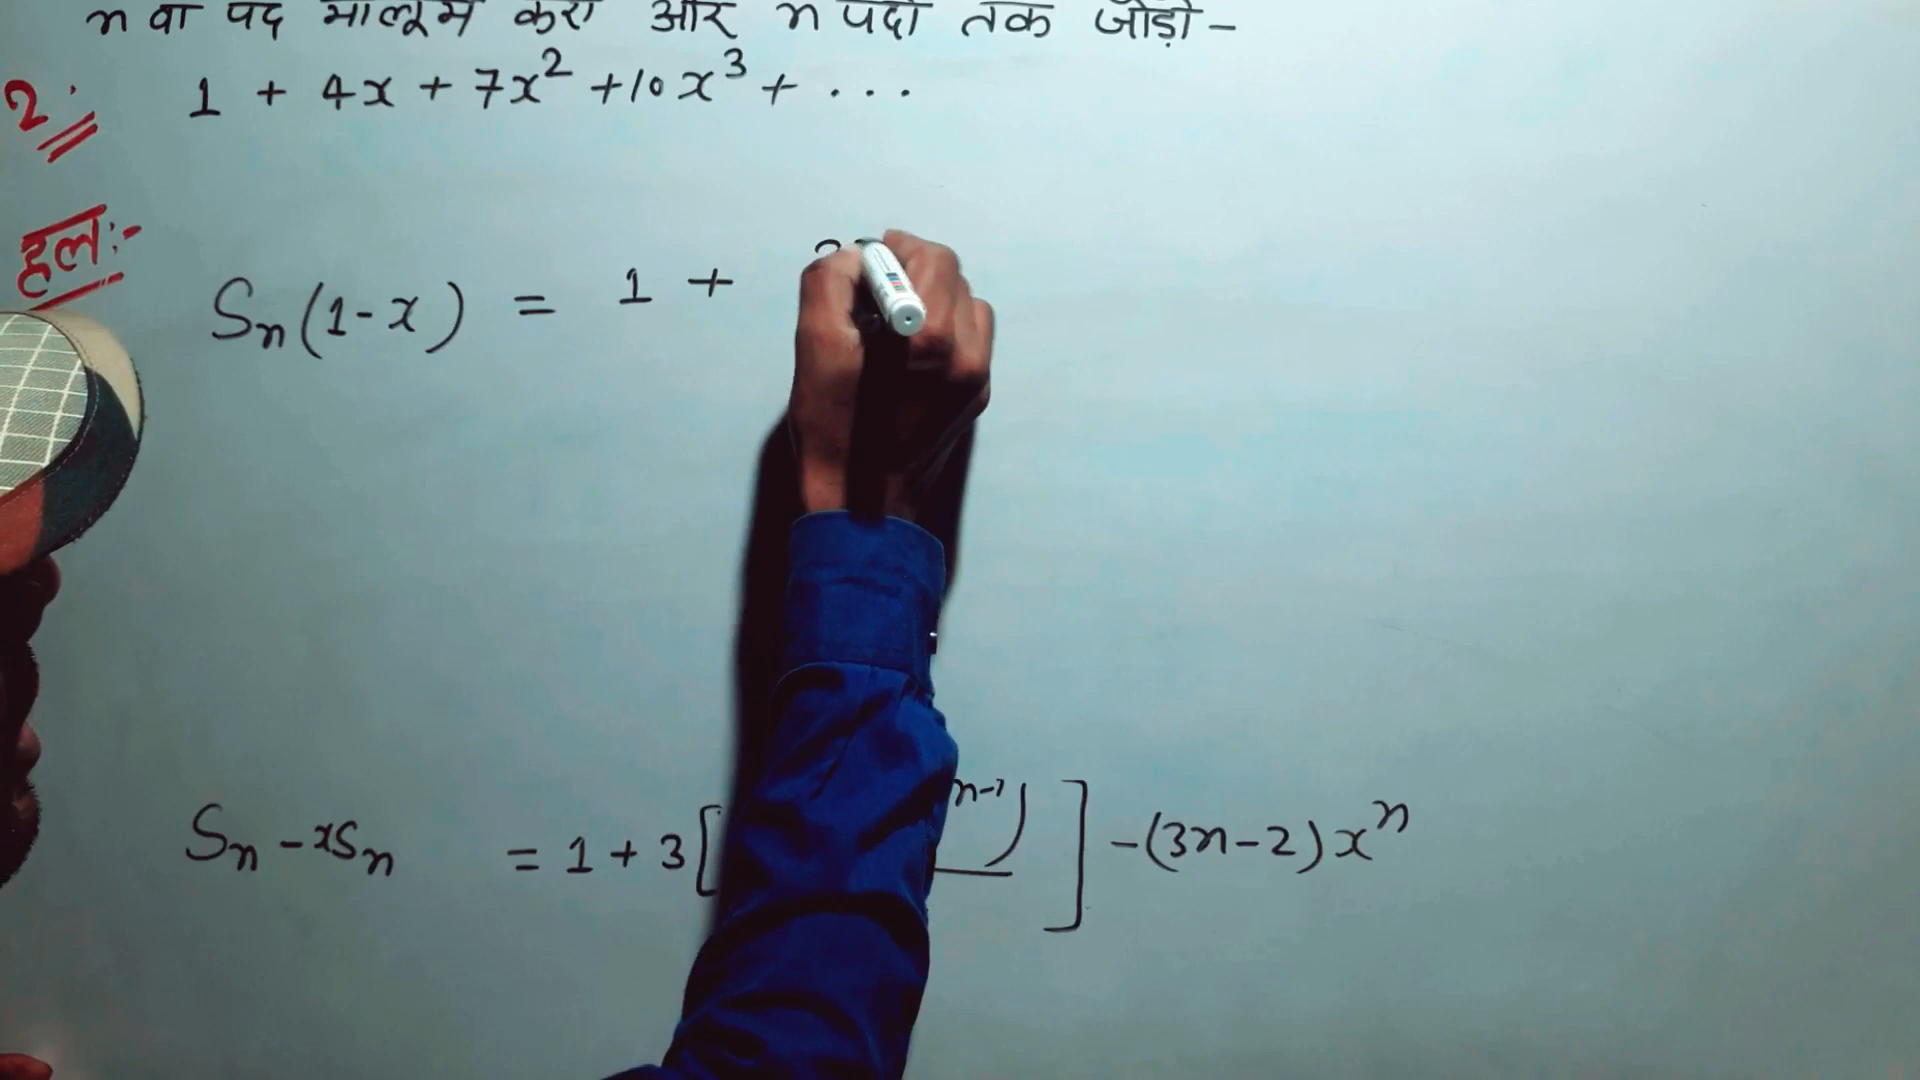 n वा पद मालूम करो और n पदों तक जोड़ो -
2. 1 + 4x + 7x² + 10x³ + ...
हल:-
Sn(1-x) = 1 +
Sn - xSn = 1 + 3[ n-1) ] - (3n-2)xⁿ